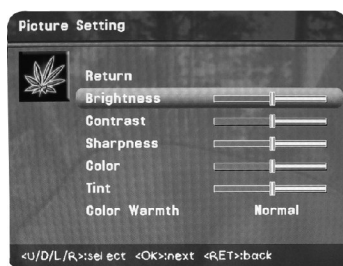 Picture Setting
Return
Brightness
Contrast
Sharpness
Color
Tint
Color Warmth Normal
<U/D/L/R>:select <OK>:next <RET>:back